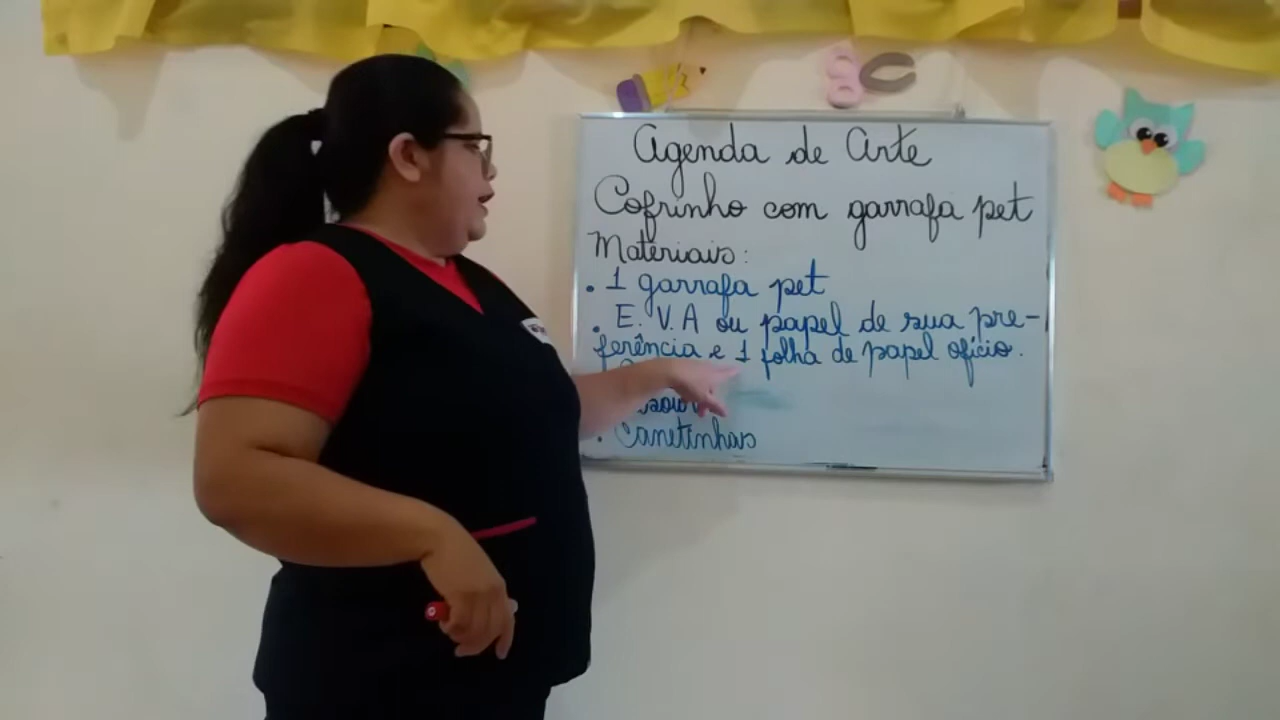 BC
Agenda de Arte
Cofrinho com garrafa pet
Materiais:
. 1 garrafa pet
. E.V.A ou papel de sua pre-
ferência e 1 folha de papel ofício.
. Canetinhas